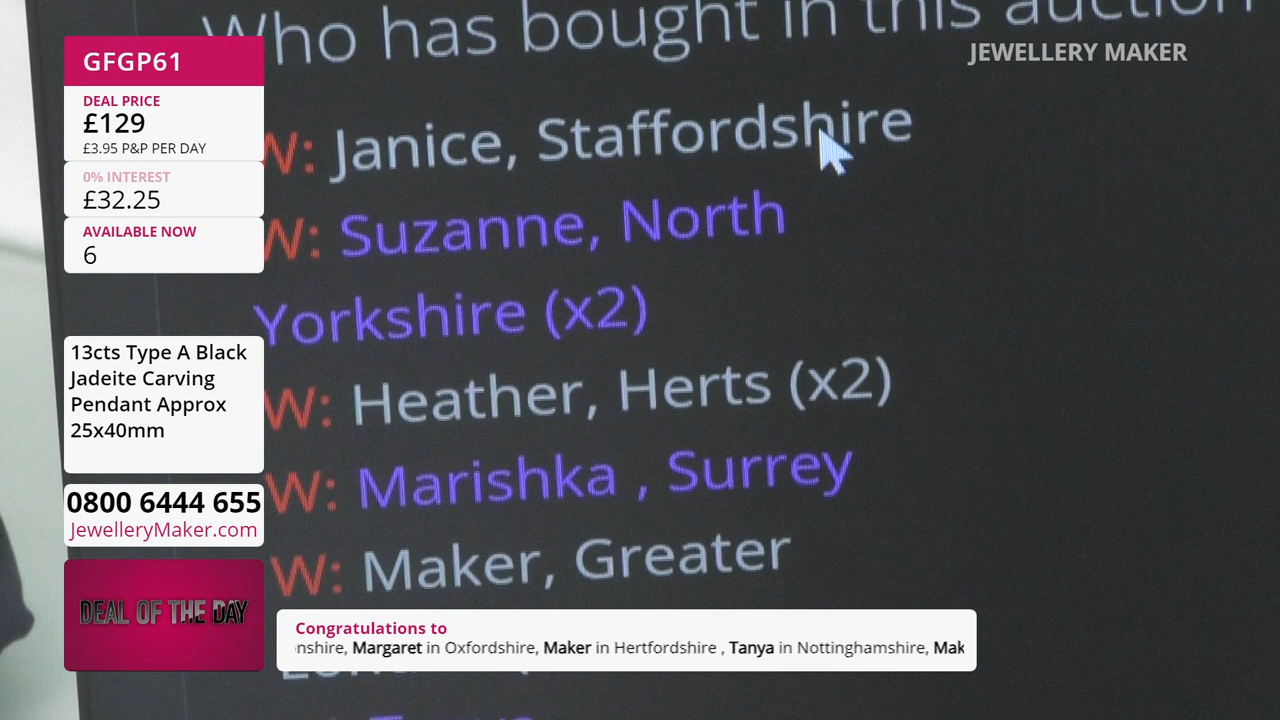 Who has bought in this auction
JEWELLERY MAKER
GFGP61
DEAL PRICE
£129
£3.95 P&P PER DAY
0% INTEREST
£32.25
AVAILABLE NOW
6
W: Janice, Staffordshire
W: Suzanne, North
Yorkshire (x2)
W: Heather, Herts (x2)
W: Marishka , Surrey
W: Maker, Greater
13cts Type A Black
Jadeite Carving
Pendant Approx
25x40mm
0800 6444 655
JewelleryMaker.com
DEAL OF THE DAY
Congratulations to
nshire, Margaret in Oxfordshire, Maker in Hertfordshire , Tanya in Nottinghamshire, Mak